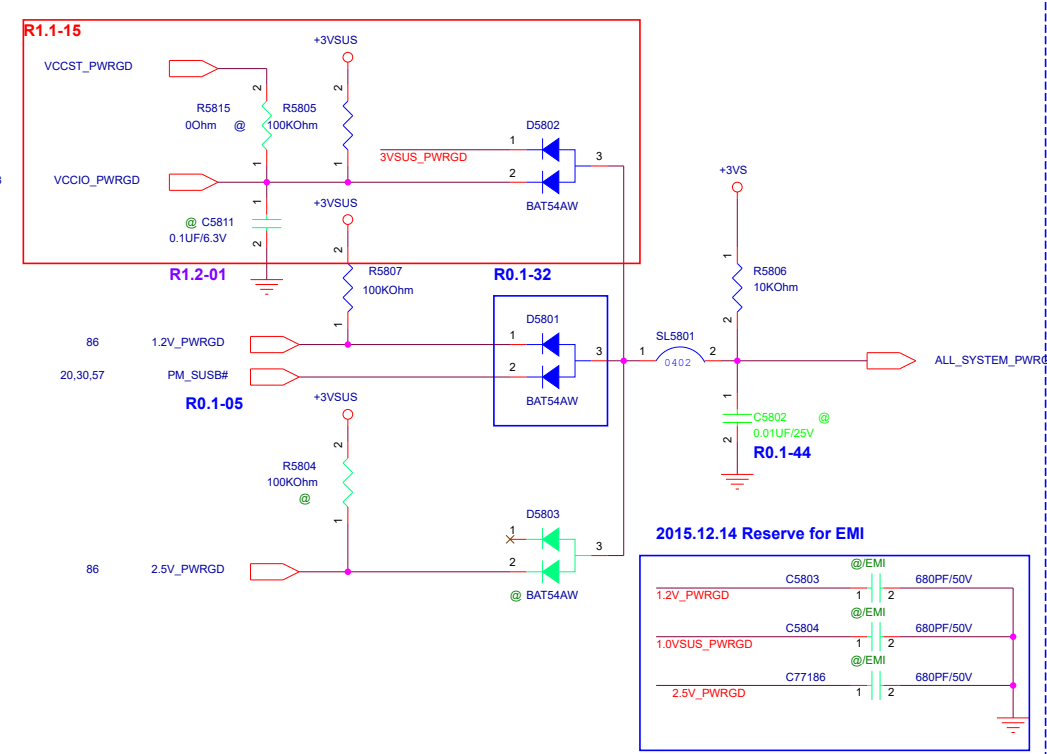 R1.1-15
+3VSUS
VCCST_PWRGD
2
2
R5815
R5805
0Ohm @
100KOhm
D5802
1
3
3VSUS_PWRGD
1
1
VCCIO_PWRGD
2
+3VS
+3VSUS
BAT54AW
1
@ C5811
0.1UF/6.3V
2
2
R1.2-01
R5807
100KOhm
R0.1-32
1
R5806
10KOhm
2
1
D5801
86
1.2V_PWRGD
1
3
SL5801
1
2
0402
ALL_SYSTEM_PWRG
20,30,57
PM_SUSB#
2
R0.1-05
+3VSUS
BAT54AW
1
C5802 @
0.01UF/25V
2
R0.1-44
2
R5804
100KOhm
@
1
D5803
1
3
2015.12.14 Reserve for EMI
86
2.5V_PWRGD
2
@ BAT54AW
@/EMI
C5803
680PF/50V
1.2V_PWRGD
1
2
@/EMI
C5804
680PF/50V
1.0VSUS_PWRGD
1
2
@/EMI
C77186
680PF/50V
2.5V_PWRGD
1
2